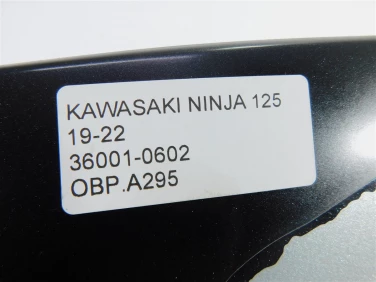 KAWASAKI NINJA 125
19-22
36001-0602
OBP.A295